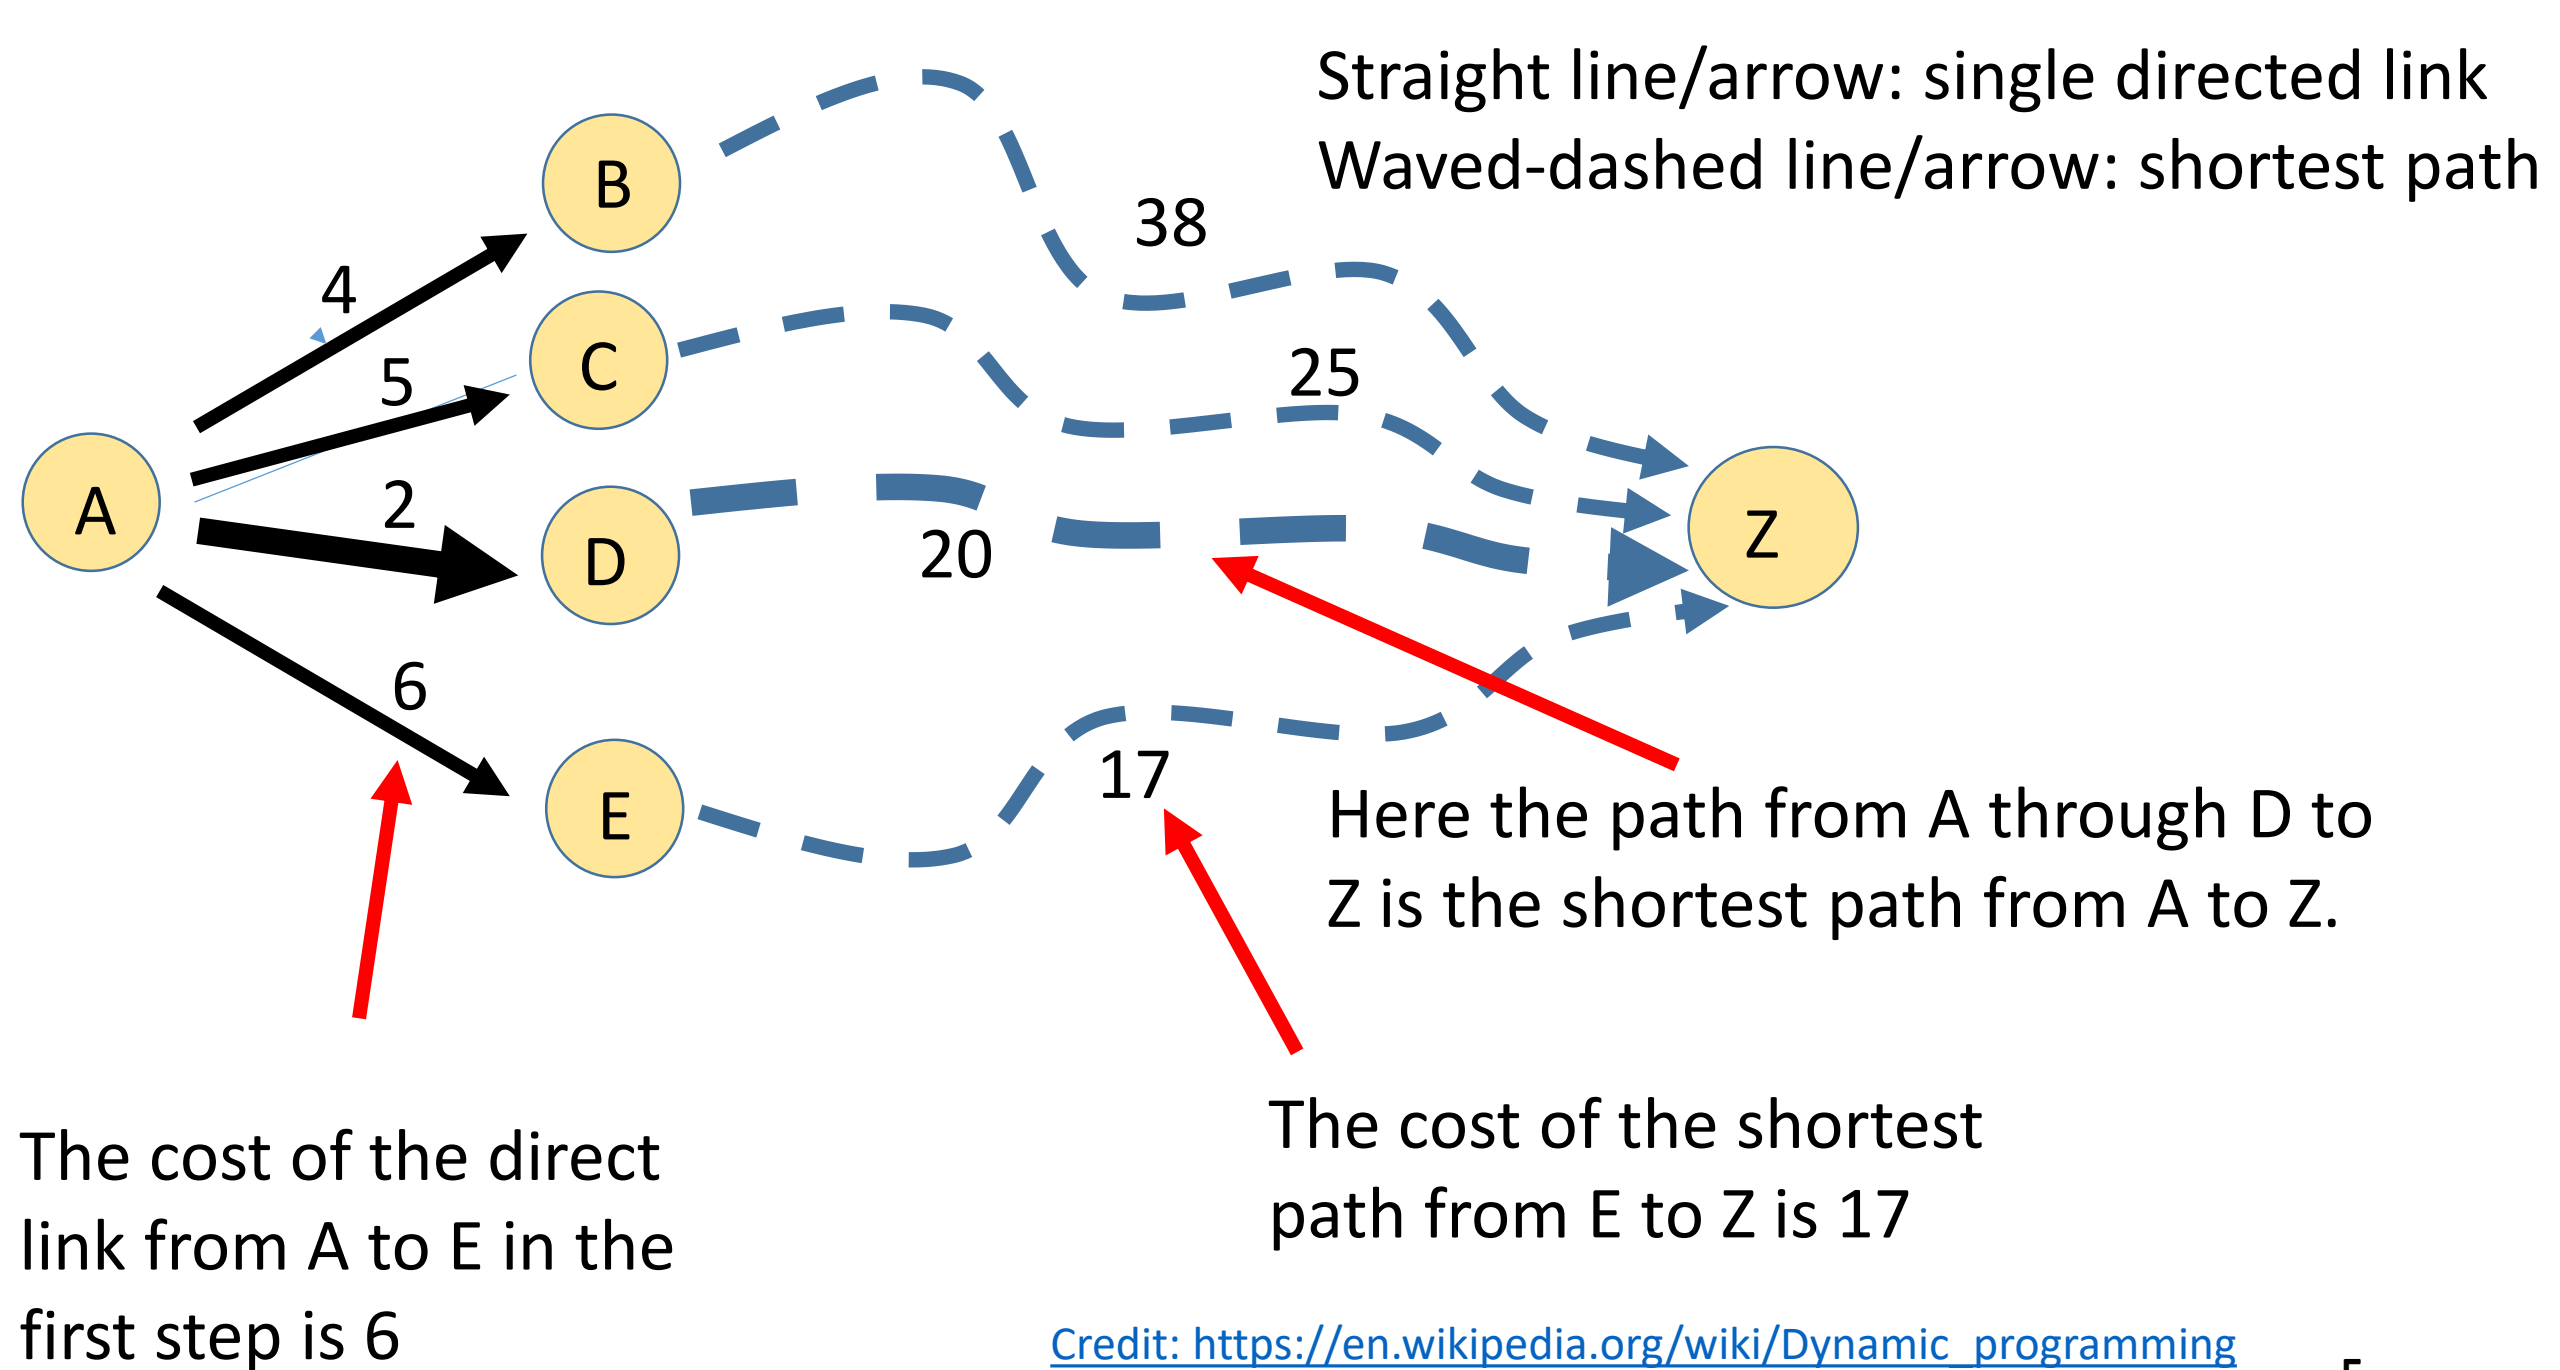 Straight line/arrow: single directed link
Waved-dashed line/arrow: shortest path
B
38
4
C
25
5
A
2
D
20
Z
6
E
17
Here the path from A through D to
Z is the shortest path from A to Z.
The cost of the shortest
path from E to Z is 17
The cost of the direct
link from A to E in the
first step is 6
Credit: https://en.wikipedia.org/wiki/Dynamic_programming